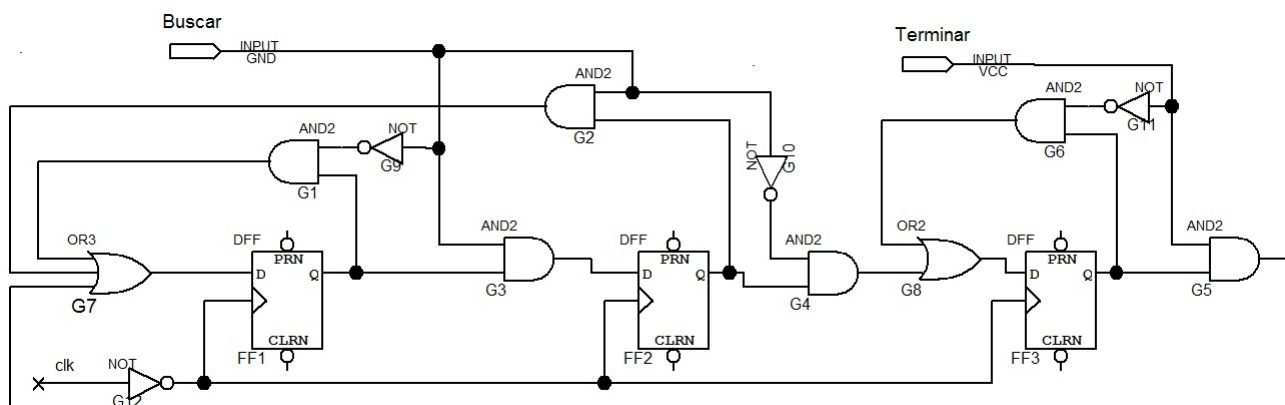 Buscar
INPUT
GND
Terminar
INPUT
VCC
AND2
G2
AND2
G1
NOT
G9
NOT
G10
AND2
G6
NOT
G11
OR3
G7
DFF
PRN
D
Q
CLRN
FF1
AND2
G3
DFF
PRN
D
Q
CLRN
FF2
AND2
G4
OR2
G8
DFF
PRN
D
Q
CLRN
FF3
AND2
G5
clk
NOT
G12